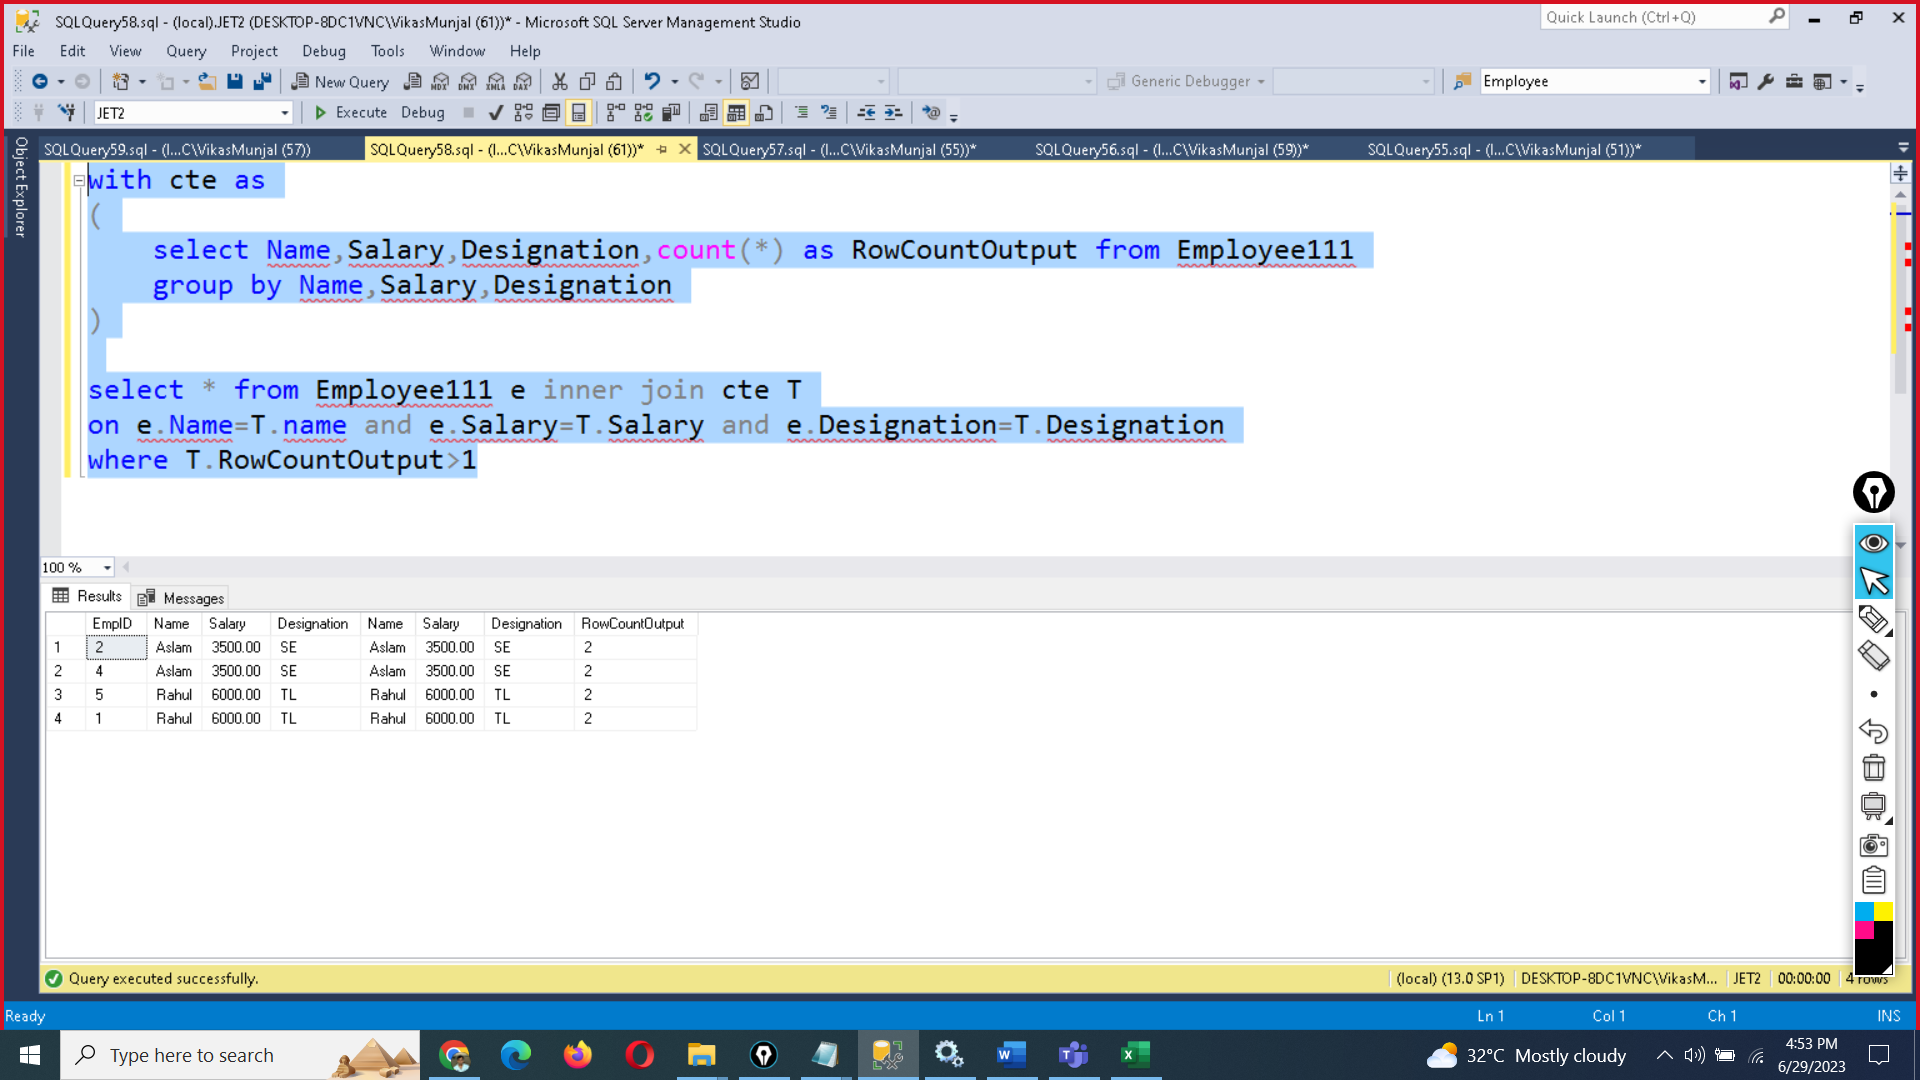 SQLQuery58.sql - (local).JET2 (DESKTOP-8DC1VNC\VikasMunjal (61))* - Microsoft SQL Server Management Studio
Quick Launch (Ctrl+Q)
File Edit View Query Project Debug Tools Window Help
New Query MDX DMX XMLA DAX Generic Debugger Employee
JET2 Execute Debug
Object Explorer
SQLQuery59.sql - (l...C\VikasMunjal (57)) SQLQuery58.sql - (l...C\VikasMunjal (61))* SQLQuery57.sql - (l...C\VikasMunjal (55))* SQLQuery56.sql - (l...C\VikasMunjal (59))* SQLQuery55.sql - (l...C\VikasMunjal (51))*
with cte as
(
select Name,Salary,Designation,count(*) as RowCountOutput from Employee111
group by Name,Salary,Designation
)
select * from Employee111 e inner join cte T
on e.Name=T.name and e.Salary=T.Salary and e.Designation=T.Designation
where T.RowCountOutput>1
100 %
Results Messages
EmpID Name Salary Designation Name Salary Designation RowCountOutput
1 2 Aslam 3500.00 SE Aslam 3500.00 SE 2
2 4 Aslam 3500.00 SE Aslam 3500.00 SE 2
3 5 Rahul 6000.00 TL Rahul 6000.00 TL 2
4 1 Rahul 6000.00 TL Rahul 6000.00 TL 2
Query executed successfully. (local) (13.0 SP1) DESKTOP-8DC1VNC\VikasM... JET2 00:00:00 4 rows
Ready Ln 1 Col 1 Ch 1 INS
Type here to search 32°C Mostly cloudy 4:53 PM
6/29/2023